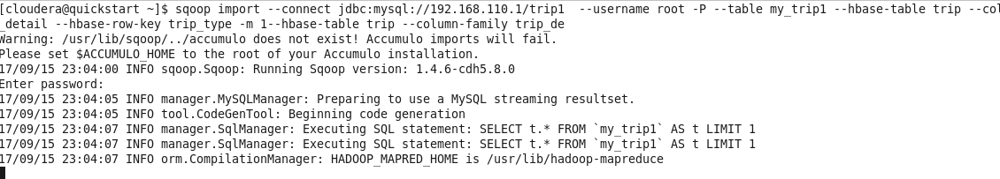 [cloudera@quickstart ~]$ sqoop import --connect jdbc:mysql://192.168.110.1/trip1  --username root -P --table my_trip1 --hbase-table trip --col
_detail --hbase-row-key trip_type -m 1--hbase-table trip --column-family trip_de
Warning: /usr/lib/sqoop/../accumulo does not exist! Accumulo imports will fail.
Please set $ACCUMULO_HOME to the root of your Accumulo installation.
17/09/15 23:04:00 INFO sqoop.Sqoop: Running Sqoop version: 1.4.6-cdh5.8.0
Enter password:
17/09/15 23:04:05 INFO manager.MySQLManager: Preparing to use a MySQL streaming resultset.
17/09/15 23:04:05 INFO tool.CodeGenTool: Beginning code generation
17/09/15 23:04:07 INFO manager.SqlManager: Executing SQL statement: SELECT t.* FROM `my_trip1` AS t LIMIT 1
17/09/15 23:04:07 INFO manager.SqlManager: Executing SQL statement: SELECT t.* FROM `my_trip1` AS t LIMIT 1
17/09/15 23:04:07 INFO orm.CompilationManager: HADOOP_MAPRED_HOME is /usr/lib/hadoop-mapreduce